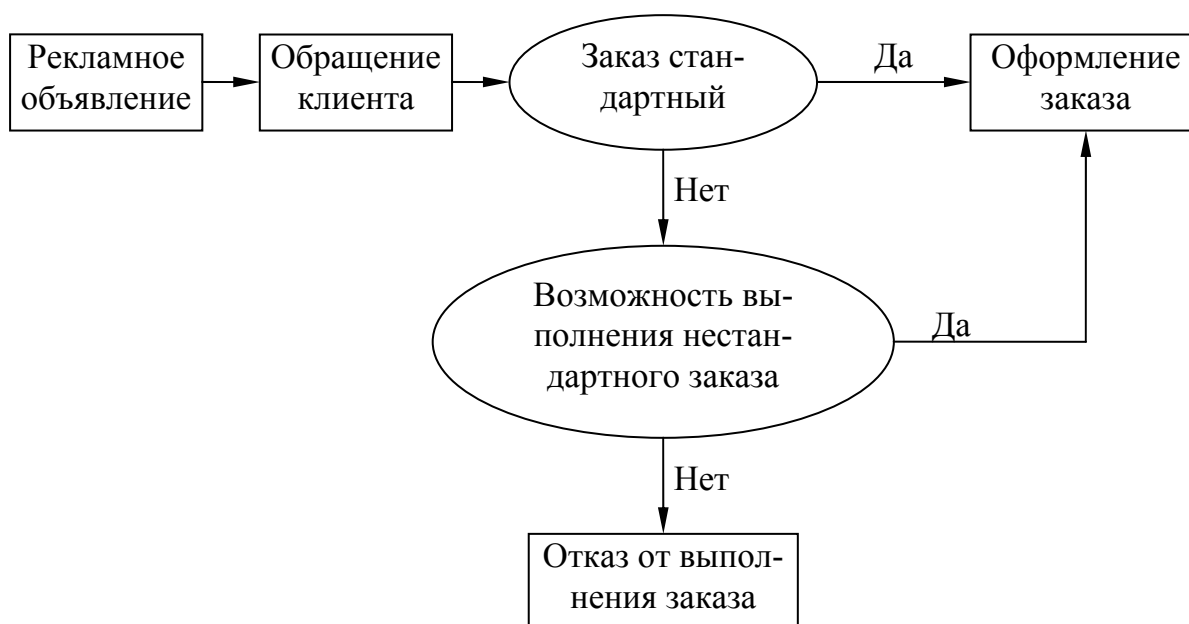 Рекламное
объявление
Обращение
клиента
Заказ стан-
дартный
Да
Оформление
заказа
Нет
Возможность вы-
полнения нестан-
дартного заказа
Да
Нет
Отказ от выпол-
нения заказа